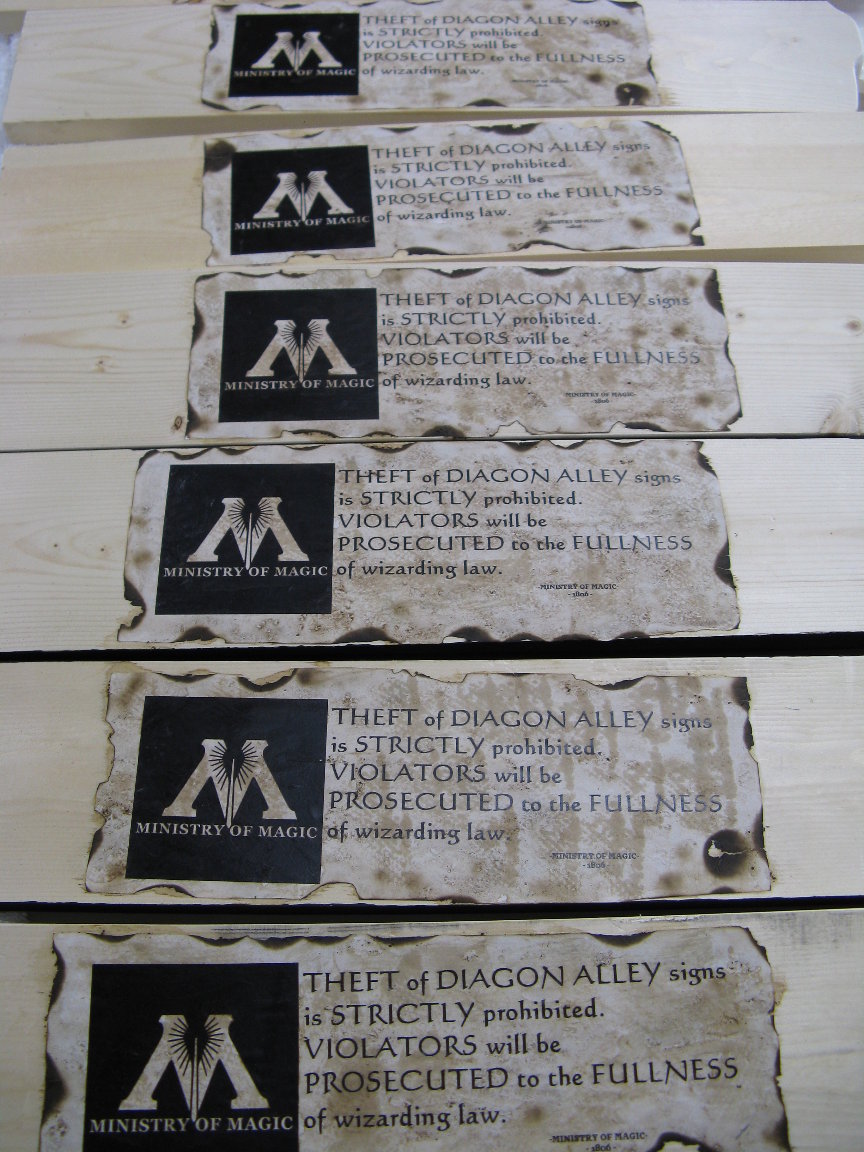 THEFT of DIAGON ALLEY signs
is STRICTLY prohibited.
VIOLATORS will be
PROSECUTED to the FULLNESS
of wizarding law.
MINISTRY OF MAGIC
THEFT of DIAGON ALLEY signs
is STRICTLY prohibited.
VIOLATORS will be
PROSECUTED to the FULLNESS
of wizarding law.
MINISTRY OF MAGIC
THEFT of DIAGON ALLEY signs
is STRICTLY prohibited.
VIOLATORS will be
PROSECUTED to the FULLNESS
of wizarding law.
MINISTRY OF MAGIC
-MINISTRY OF MAGIC-
- 1806 -
THEFT of DIAGON ALLEY signs
is STRICTLY prohibited.
VIOLATORS will be
PROSECUTED to the FULLNESS
of wizarding law.
MINISTRY OF MAGIC
-MINISTRY OF MAGIC-
- 1806 -
THEFT of DIAGON ALLEY signs
is STRICTLY prohibited.
VIOLATORS will be
PROSECUTED to the FULLNESS
of wizarding law.
MINISTRY OF MAGIC
-MINISTRY OF MAGIC-
- 1806 -
THEFT of DIAGON ALLEY signs
is STRICTLY prohibited.
VIOLATORS will be
PROSECUTED to the FULLNESS
of wizarding law.
MINISTRY OF MAGIC
-MINISTRY OF MAGIC-
- 1806 -